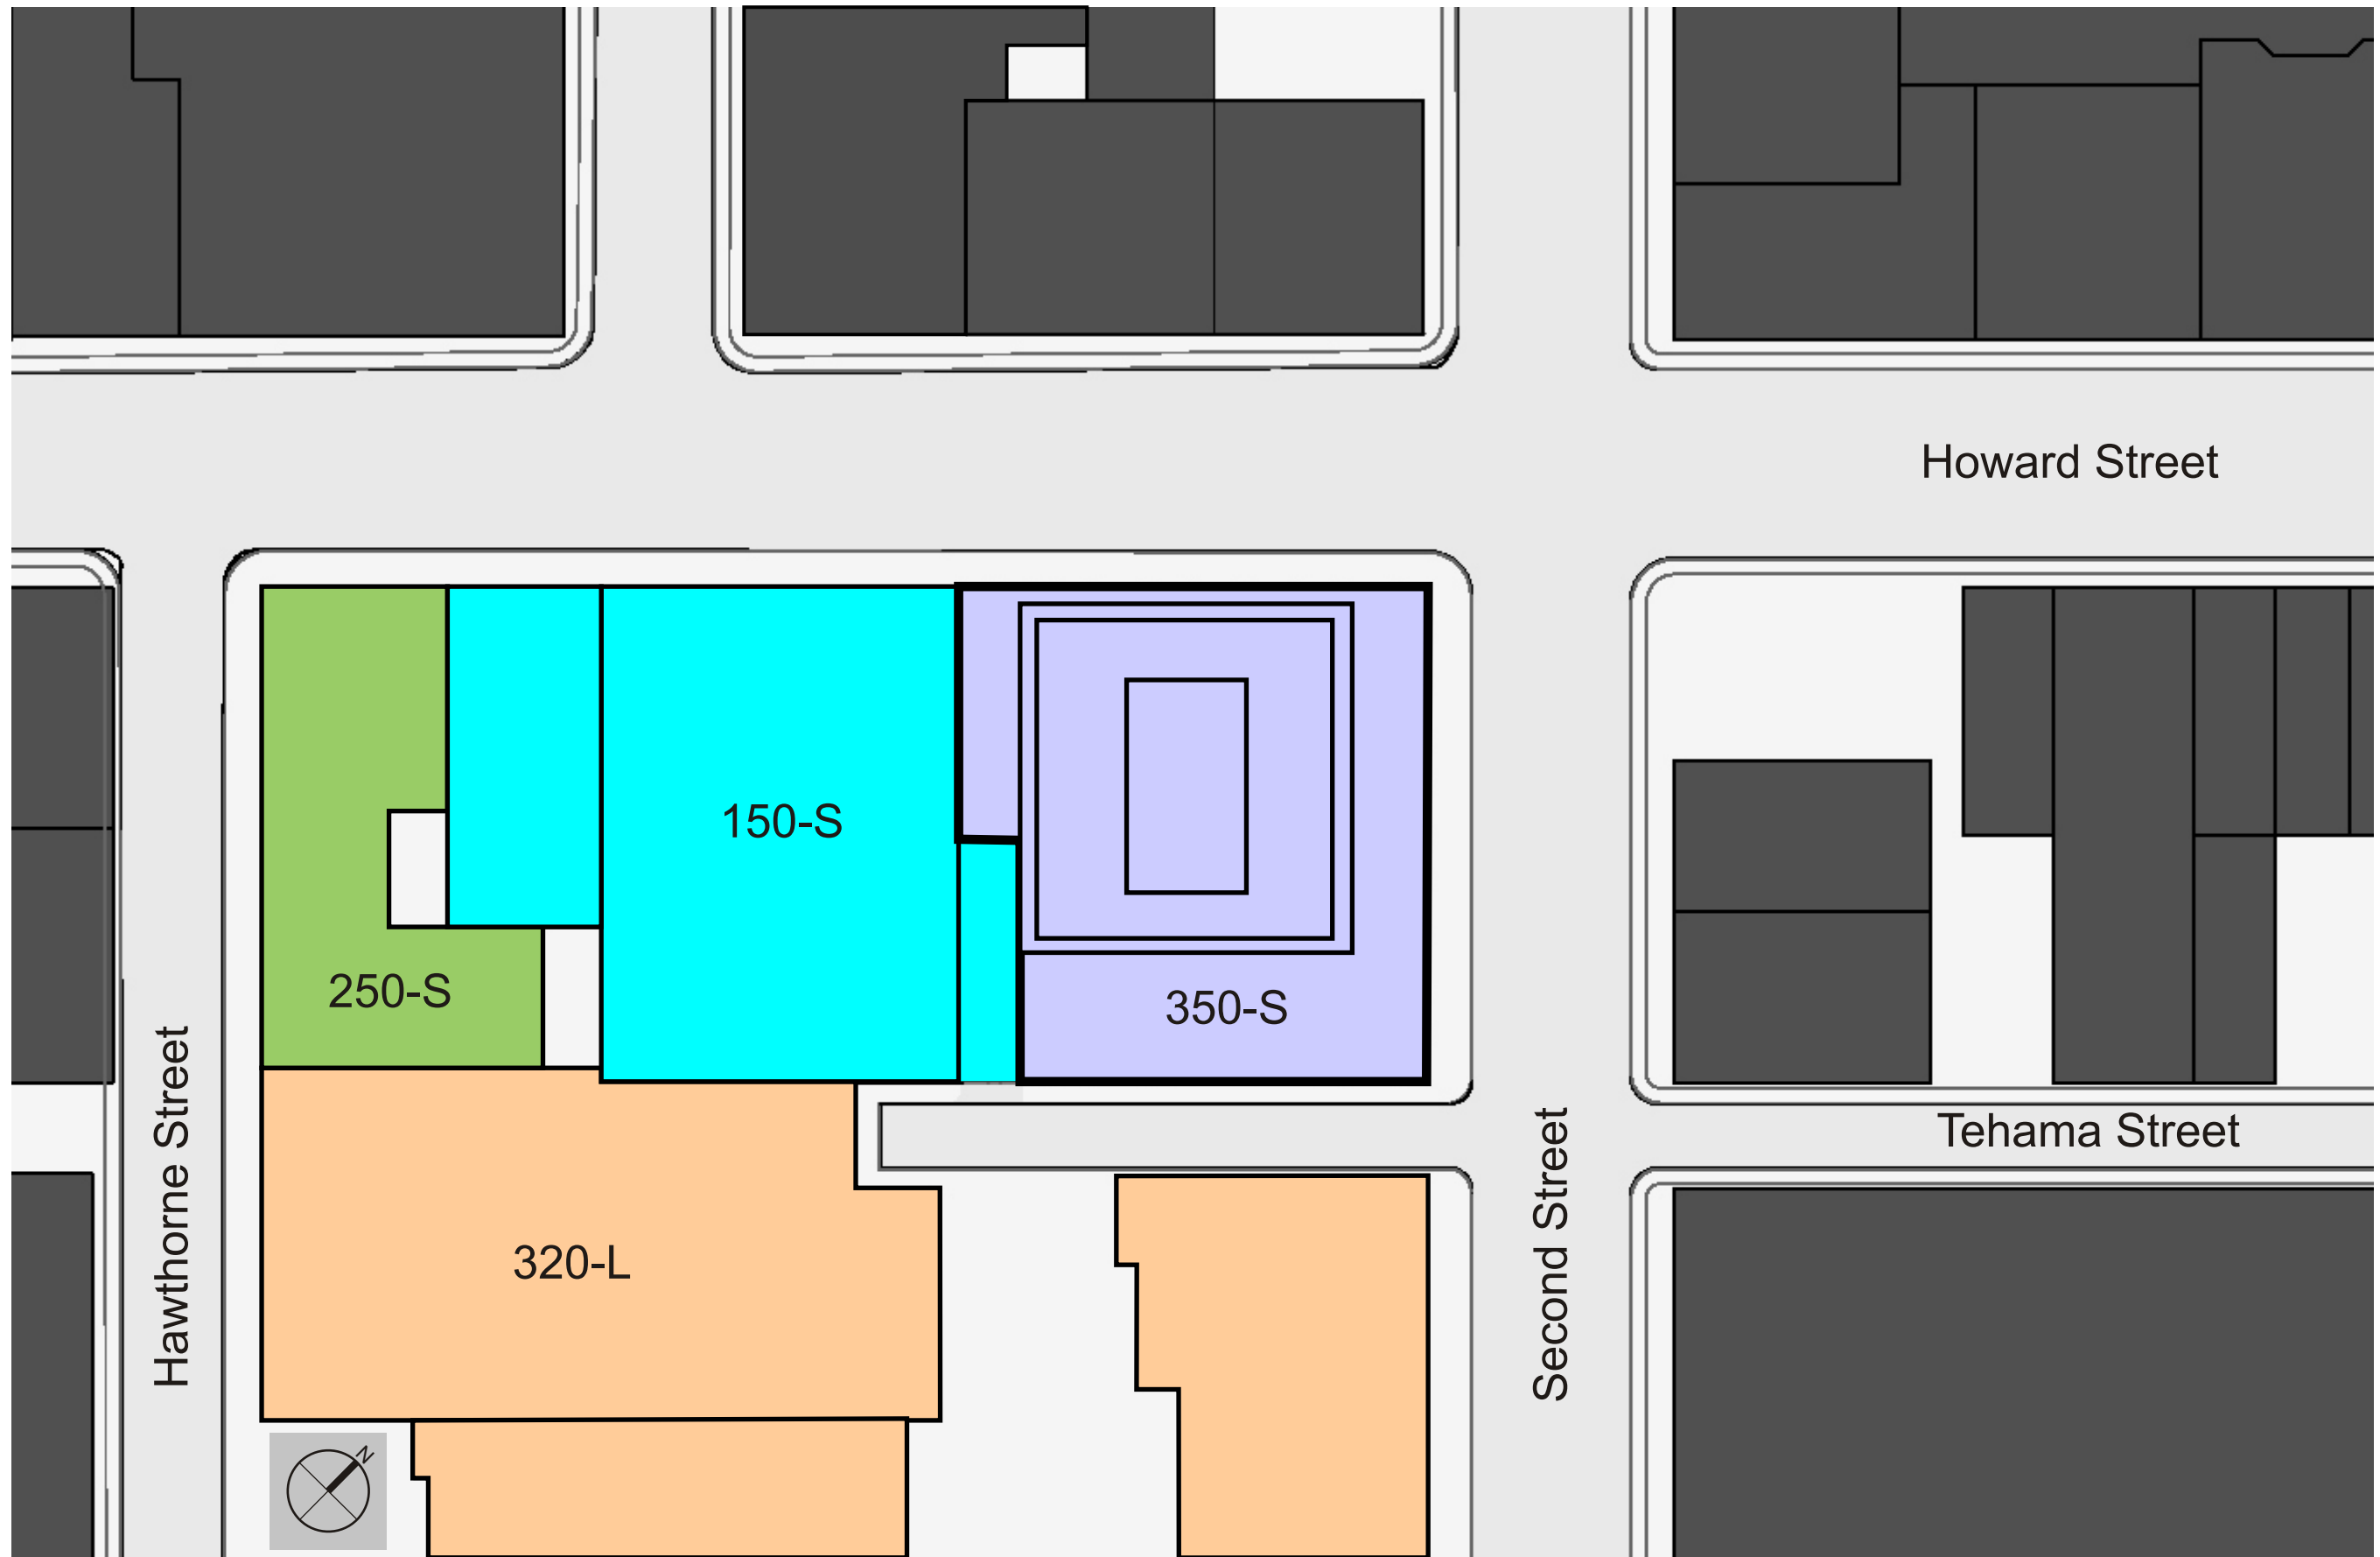 Howard Street
150-S
250-S
350-S
Hawthorne Street
Second Street
Tehama Street
320-L
N